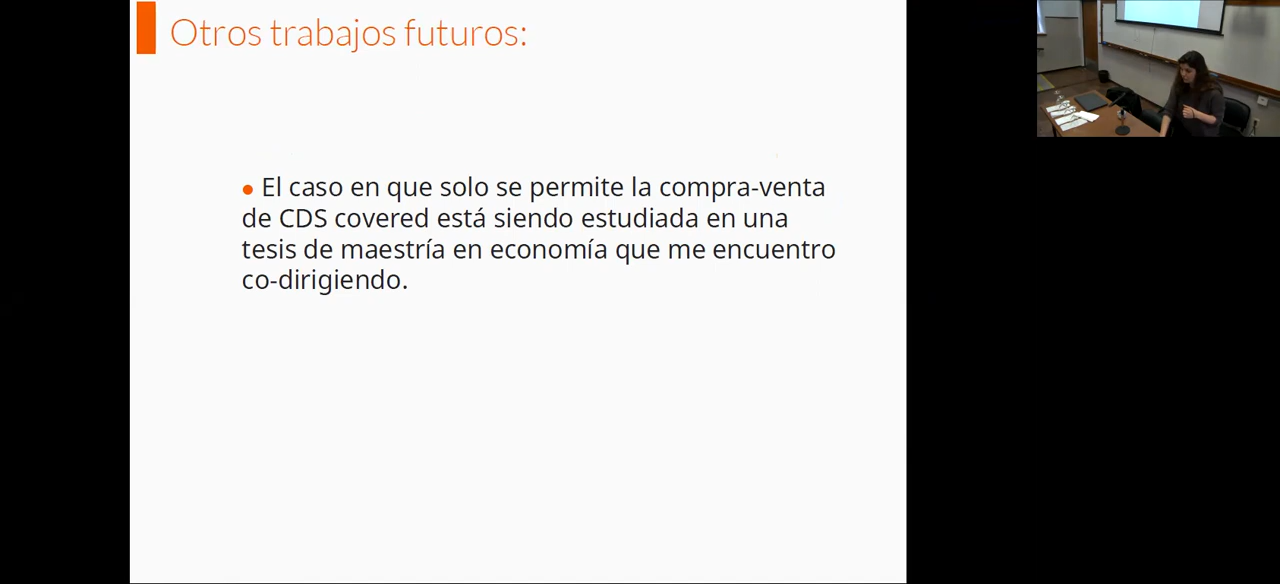 Otros trabajos futuros:
● El caso en que solo se permite la compra-venta
de CDS covered está siendo estudiada en una
tesis de maestría en economía que me encuentro
co-dirigiendo.